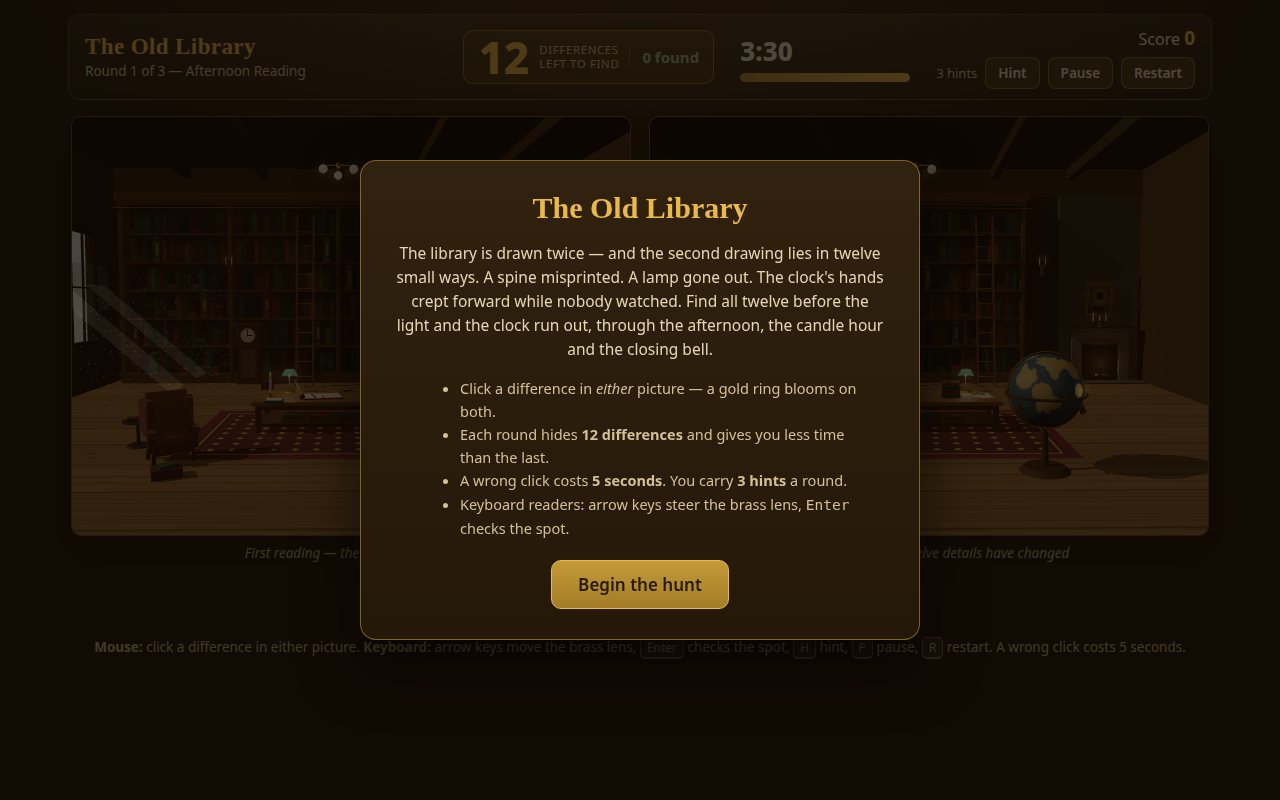 The Old Library
Round 1 of 3 — Afternoon Reading
12
DIFFERENCES
LEFT TO FIND
0 found
3:30
Score 0
3 hints
Hint
Pause
Restart
The Old Library
The library is drawn twice — and the second drawing lies in twelve
small ways. A spine misprinted. A lamp gone out. The clock's hands
crept forward while nobody watched. Find all twelve before the
light and the clock run out, through the afternoon, the candle hour
and the closing bell.
• Click a difference in either picture — a gold ring blooms on
both.
• Each round hides 12 differences and gives you less time
than the last.
• A wrong click costs 5 seconds. You carry 3 hints a round.
• Keyboard readers: arrow keys steer the brass lens, Enter
checks the spot.
Begin the hunt
First reading — the
elve details have changed
Mouse: click a difference in either picture. Keyboard: arrow keys move the brass lens, Enter checks the spot, H hint, P pause, R restart. A wrong click costs 5 seconds.